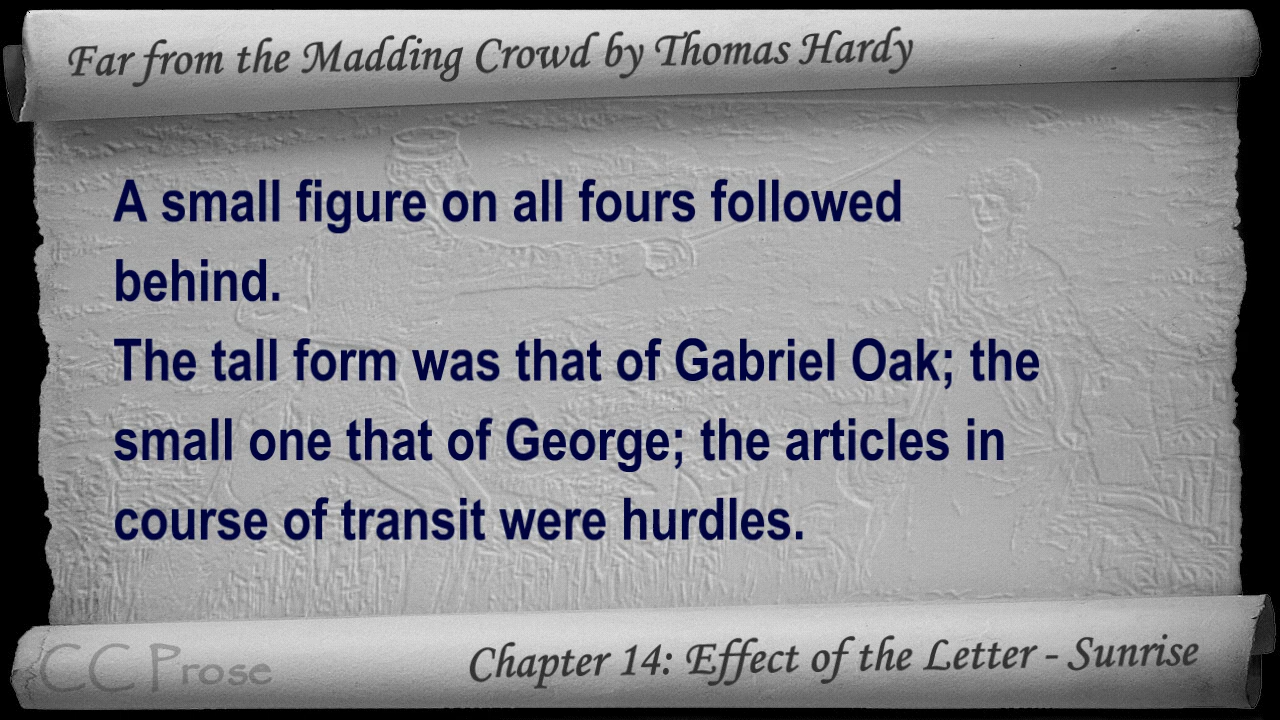 Far from the Madding Crowd by Thomas Hardy
A small figure on all fours followed
behind.
The tall form was that of Gabriel Oak; the
small one that of George; the articles in
course of transit were hurdles.
CC Prose
Chapter 14: Effect of the Letter - Sunrise